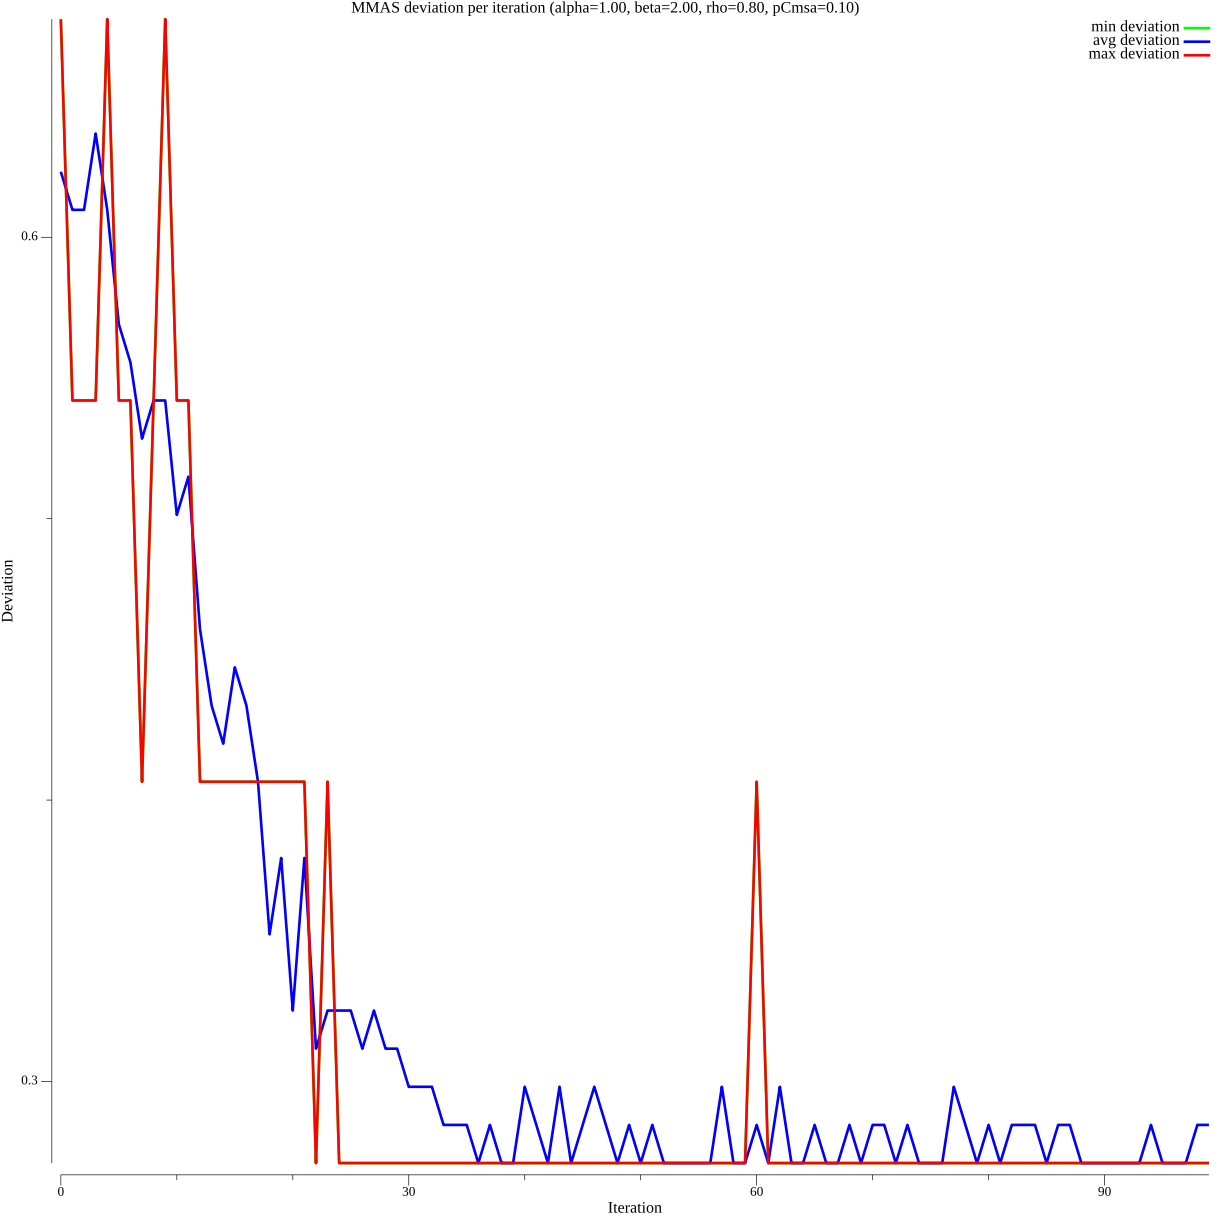 MMAS deviation per iteration (alpha=1.00, beta=2.00, rho=0.80, pCmsa=0.10)
min deviation
avg deviation
max deviation
0.6
Deviation
0.3
0 30 60 90
Iteration